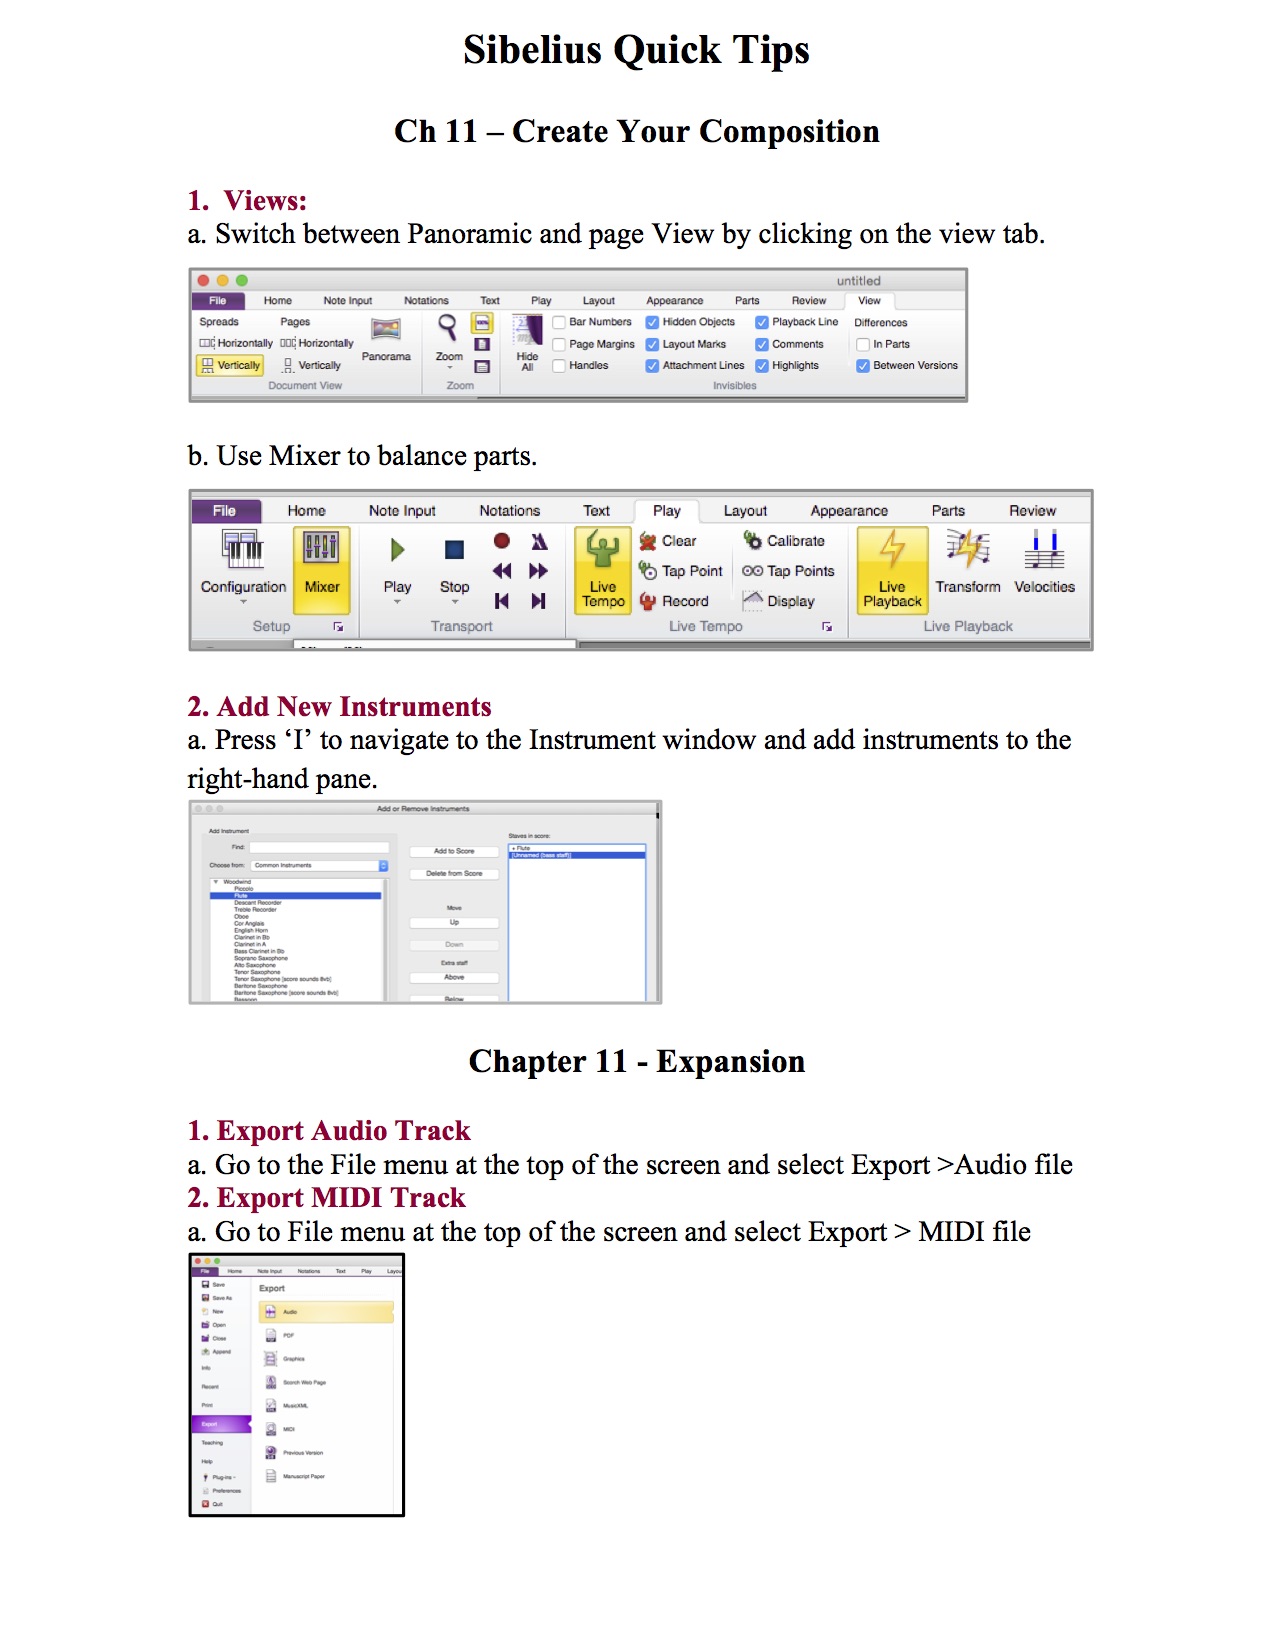 Sibelius Quick Tips
Ch 11 – Create Your Composition
1. Views:
a. Switch between Panoramic and page View by clicking on the view tab.
untitled
File Home Note Input Notations Text Play Layout Appearance Parts Review View
Spreads Pages Bar Numbers Hidden Objects Playback Line Differences
Horizontally Horizontally Panorama Zoom Hide All Page Margins Layout Marks Comments In Parts
Vertically Vertically Handles Attachment Lines Highlights Between Versions
Document View Zoom Invisibles
b. Use Mixer to balance parts.
File Home Note Input Notations Text Play Layout Appearance Parts Review
Clear Calibrate
Tap Point Tap Points
Configuration Mixer Play Stop Live Tempo Record Display Live Playback Transform Velocities
Setup Transport Live Tempo Live Playback
2. Add New Instruments
a. Press ‘I’ to navigate to the Instrument window and add instruments to the
right-hand pane.
Add or Remove Instruments
Add Instrument
Staves in score:
Find:
Add to Score
+ Flute
[Unnamed (bass staff)]
Choose from: Common Instruments
Delete from Score
Woodwind
Piccolo
Flute
Descant Recorder
Treble Recorder
Oboe
Cor Anglais
English Horn
Clarinet in Bb
Clarinet in A
Bass Clarinet in Bb
Soprano Saxophone
Alto Saxophone
Tenor Saxophone
Tenor Saxophone [score sounds 8vb]
Baritone Saxophone
Baritone Saxophone [score sounds 8vb]
Bassoon
Move
Up
Down
Extra staff
Above
Below
Chapter 11 - Expansion
1. Export Audio Track
a. Go to the File menu at the top of the screen and select Export >Audio file
2. Export MIDI Track
a. Go to File menu at the top of the screen and select Export > MIDI file
File Home Note Input Notations Text Play Layou
Save
Save As
New
Open
Close
Append
Info
Recent
Print
Export
Teaching
Help
Plug-ins
Preferences
Quit
Export
Audio
PDF
Graphics
Scorch Web Page
MusicXML
MIDI
Previous Version
Manuscript Paper